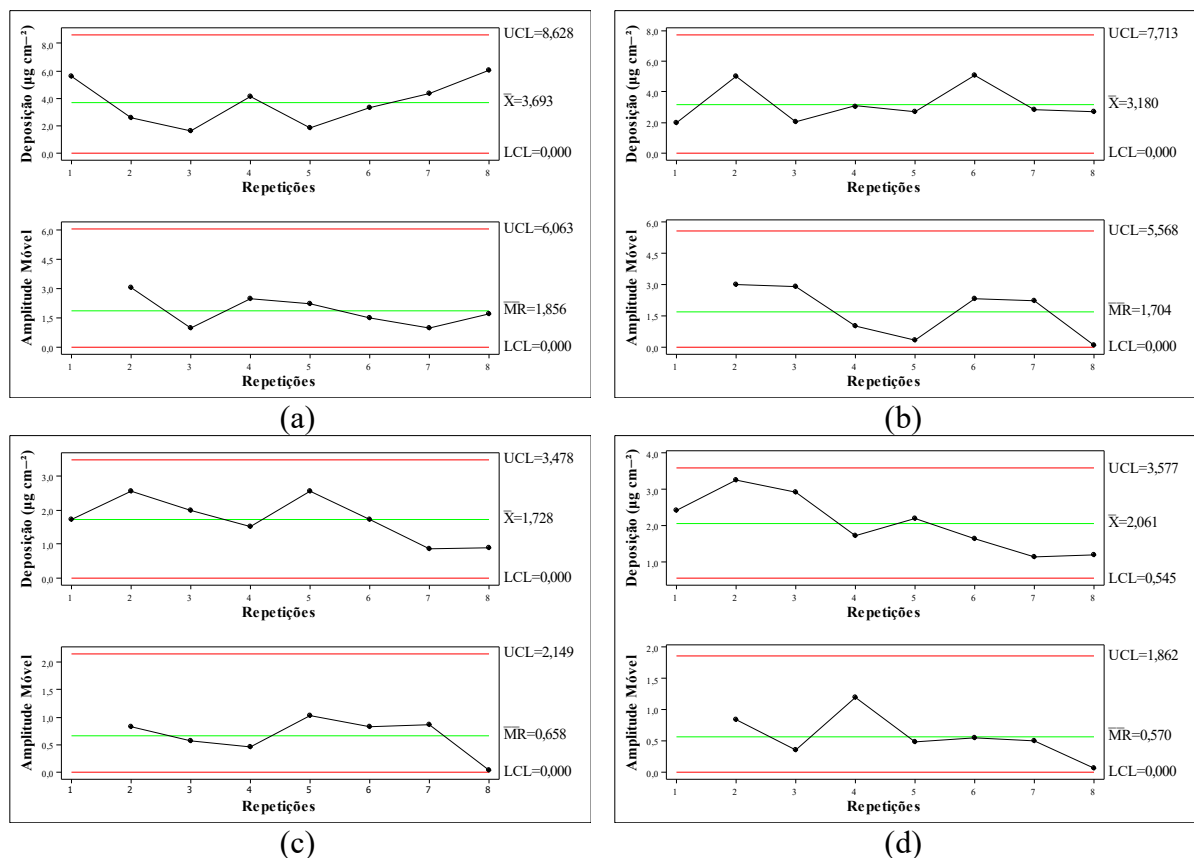 UCL=8,628
8,0
6,0
4,0
2,0
0,0
Deposição (µg cm⁻²)
X̅=3,693
LCL=0,000
1 2 3 4 5 6 7 8
Repetições
UCL=6,063
6,0
4,5
3,0
1,5
0,0
Amplitude Móvel
M̅R̅=1,856
LCL=0,000
1 2 3 4 5 6 7 8
Repetições
(a)
UCL=7,713
8,0
6,0
4,0
2,0
0,0
Deposição (µg cm⁻²)
X̅=3,180
LCL=0,000
1 2 3 4 5 6 7 8
Repetições
UCL=5,568
6,0
4,5
3,0
1,5
0,0
Amplitude Móvel
M̅R̅=1,704
LCL=0,000
1 2 3 4 5 6 7 8
Repetições
(b)
UCL=3,478
3,0
2,0
1,0
0,0
Deposição (µg cm⁻²)
X̅=1,728
LCL=0,000
1 2 3 4 5 6 7 8
Repetições
UCL=2,149
2,0
1,5
1,0
0,5
0,0
Amplitude Móvel
M̅R̅=0,658
LCL=0,000
1 2 3 4 5 6 7 8
Repetições
(c)
UCL=3,577
4,0
3,0
2,0
1,0
Deposição (µg cm⁻²)
X̅=2,061
LCL=0,545
1 2 3 4 5 6 7 8
Repetições
UCL=1,862
2,0
1,5
1,0
0,5
0,0
Amplitude Móvel
M̅R̅=0,570
LCL=0,000
1 2 3 4 5 6 7 8
Repetições
(d)